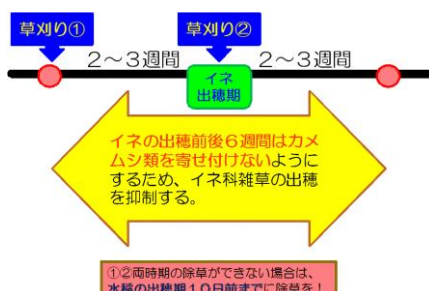 草刈り① 草刈り②
2～3週間 2～3週間
イネ
出穂期
イネの出穂前後6週間はカメ
ムシ類を寄せ付けないように
するため、イネ科雑草の出穂
を抑制する。
①②両時期の除草ができない場合は、
水稲の出穂期10日前までに除草を！